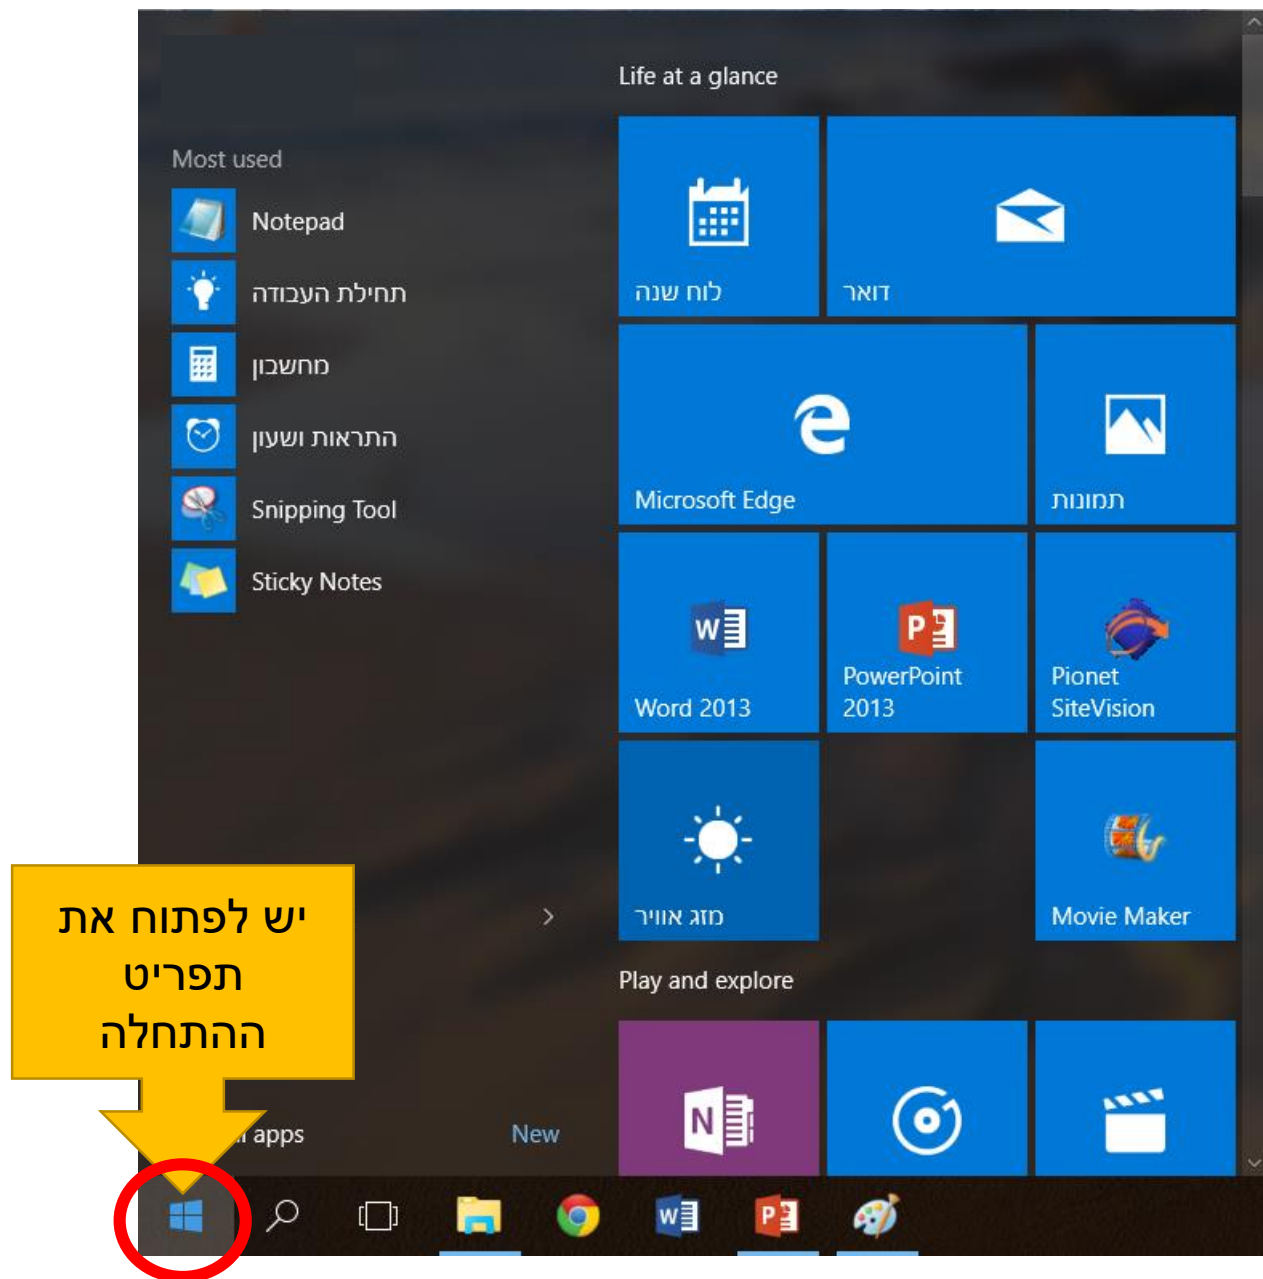 Life at a glance
Most used
Notepad
תחילת העבודה
מחשבון
התראות ושעון
Snipping Tool
Sticky Notes
לוח שנה
דואר
Microsoft Edge
תמונות
Word 2013
PowerPoint
2013
Pionet
SiteVision
מזג אוויר
Movie Maker
Play and explore
יש לפתוח את
תפריט
ההתחלה
apps
New